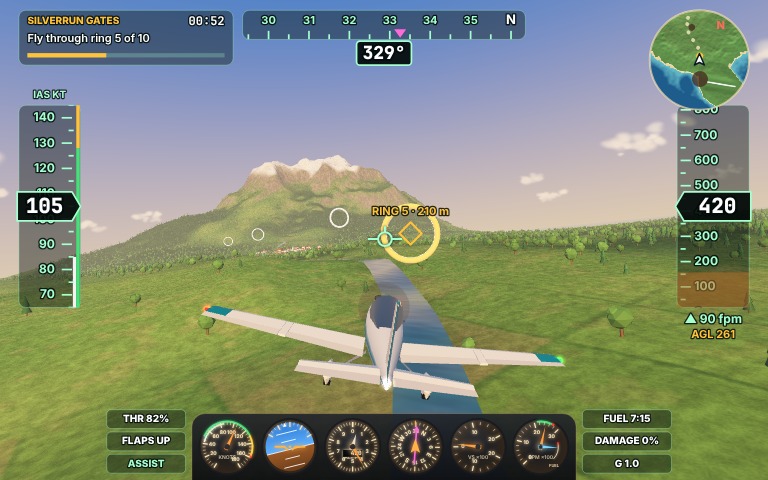 SILVERRUN GATES 00:52
Fly through ring 5 of 10
30 31 32 33 34 35 N
329°
N
IAS KT
140
130
120
105
90
80
70
700
600
500
420
300
200
100
▲ 90 fpm
AGL 261
RING 5 · 210 m
THR 82%
FLAPS UP
ASSIST
FUEL 7:15
DAMAGE 0%
G 1.0